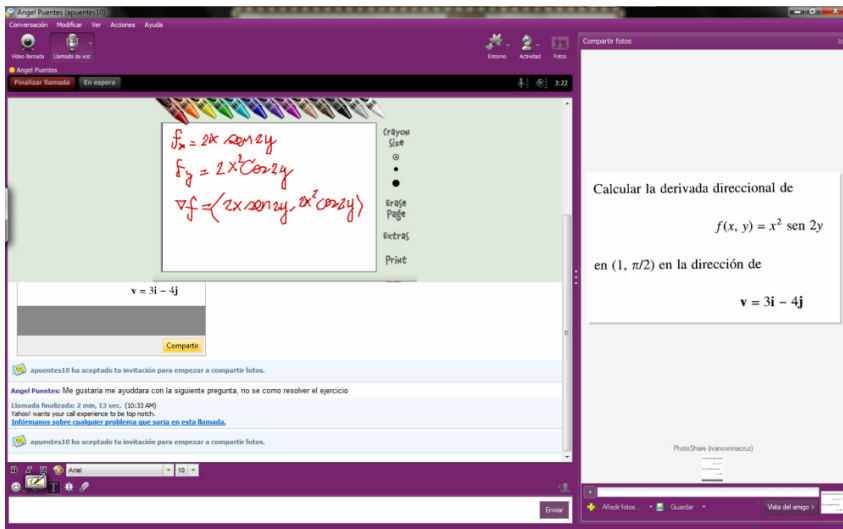 Angel Puentes (apuentes10)
Conversación Modificar Ver Acciones Ayuda
Vídeo llamada Llamada de voz Entorno Actividad Fotos
Angel Puentes
Finalizar llamada En espera 3:22
fx = 2x sen2y
fy = 2x²Cos2y
∇f = (2x sen2y, 2x²cos2y)
Crayon
Size
Erase
Page
Extras
Print
v = 3i − 4j
Compartir
apuentes10 ha aceptado tu invitación para empezar a compartir fotos.
Angel Puentes: Me gustaría me ayuddara con la siguiente pregunta, no se como resolver el ejercicio
Llamada finalizada: 2 min, 13 sec. (10:33 AM)
Yahoo! wants your call experience to be top notch.
Infórmanos sobre cualquier problema que surja en esta llamada.
apuentes10 ha aceptado tu invitación para empezar a compartir fotos.
Arial 10
Enviar
Compartir fotos
Calcular la derivada direccional de
f(x, y) = x² sen 2y
en (1, π/2) en la dirección de
v = 3i − 4j
PhotoShare (ivanovnnacruz)
Añadir fotos... Guardar Vista del amigo >